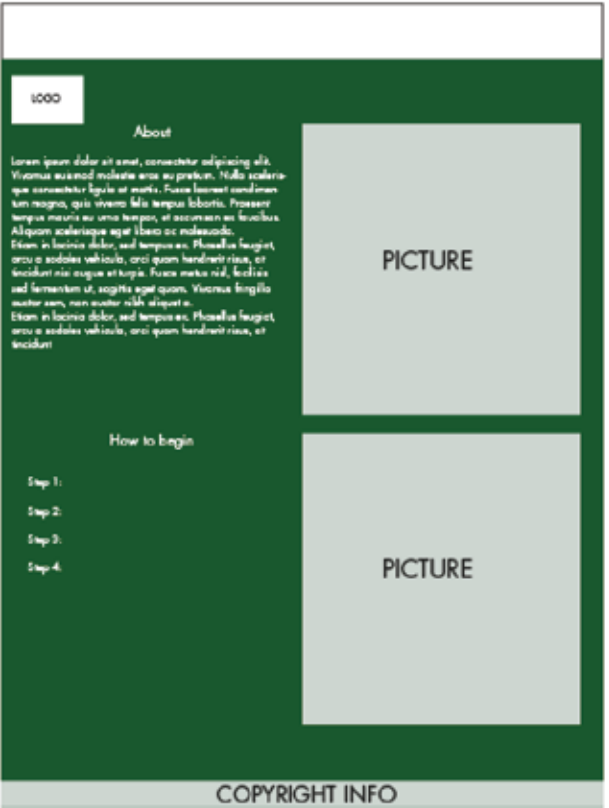 LOGO
About
Lorem ipsum dolor sit amet, consectetur adipiscing elit.
Vivamus euismod molestie eros eu pretium. Nulla sceleris-
que consectetur ligula at mattis. Fusce laoreet condimen
tum magna, quis viverra felis tempus lobortis. Praesent
tempus mauris eu urna tempor, et accumsan ex faucibus.
Aliquam scelerisque eget libero ac malesuada.
Etiam in lacinia dolor, sed tempus ex. Phasellus feugiat,
arcu a sodales vehicula, orci quam hendrerit risus, at
tincidunt nisi augue et turpis. Fusce metus nisl, facilisis
sed fermentum ut, sagittis eget quam. Vivamus fringilla
auctor sem, non auctor nibh aliquet a.
Etiam in lacinia dolor, sed tempus ex. Phasellus feugiat,
arcu a sodales vehicula, orci quam hendrerit risus, at
tincidunt
PICTURE
How to begin
Step 1:
Step 2:
Step 3:
Step 4:
PICTURE
COPYRIGHT INFO